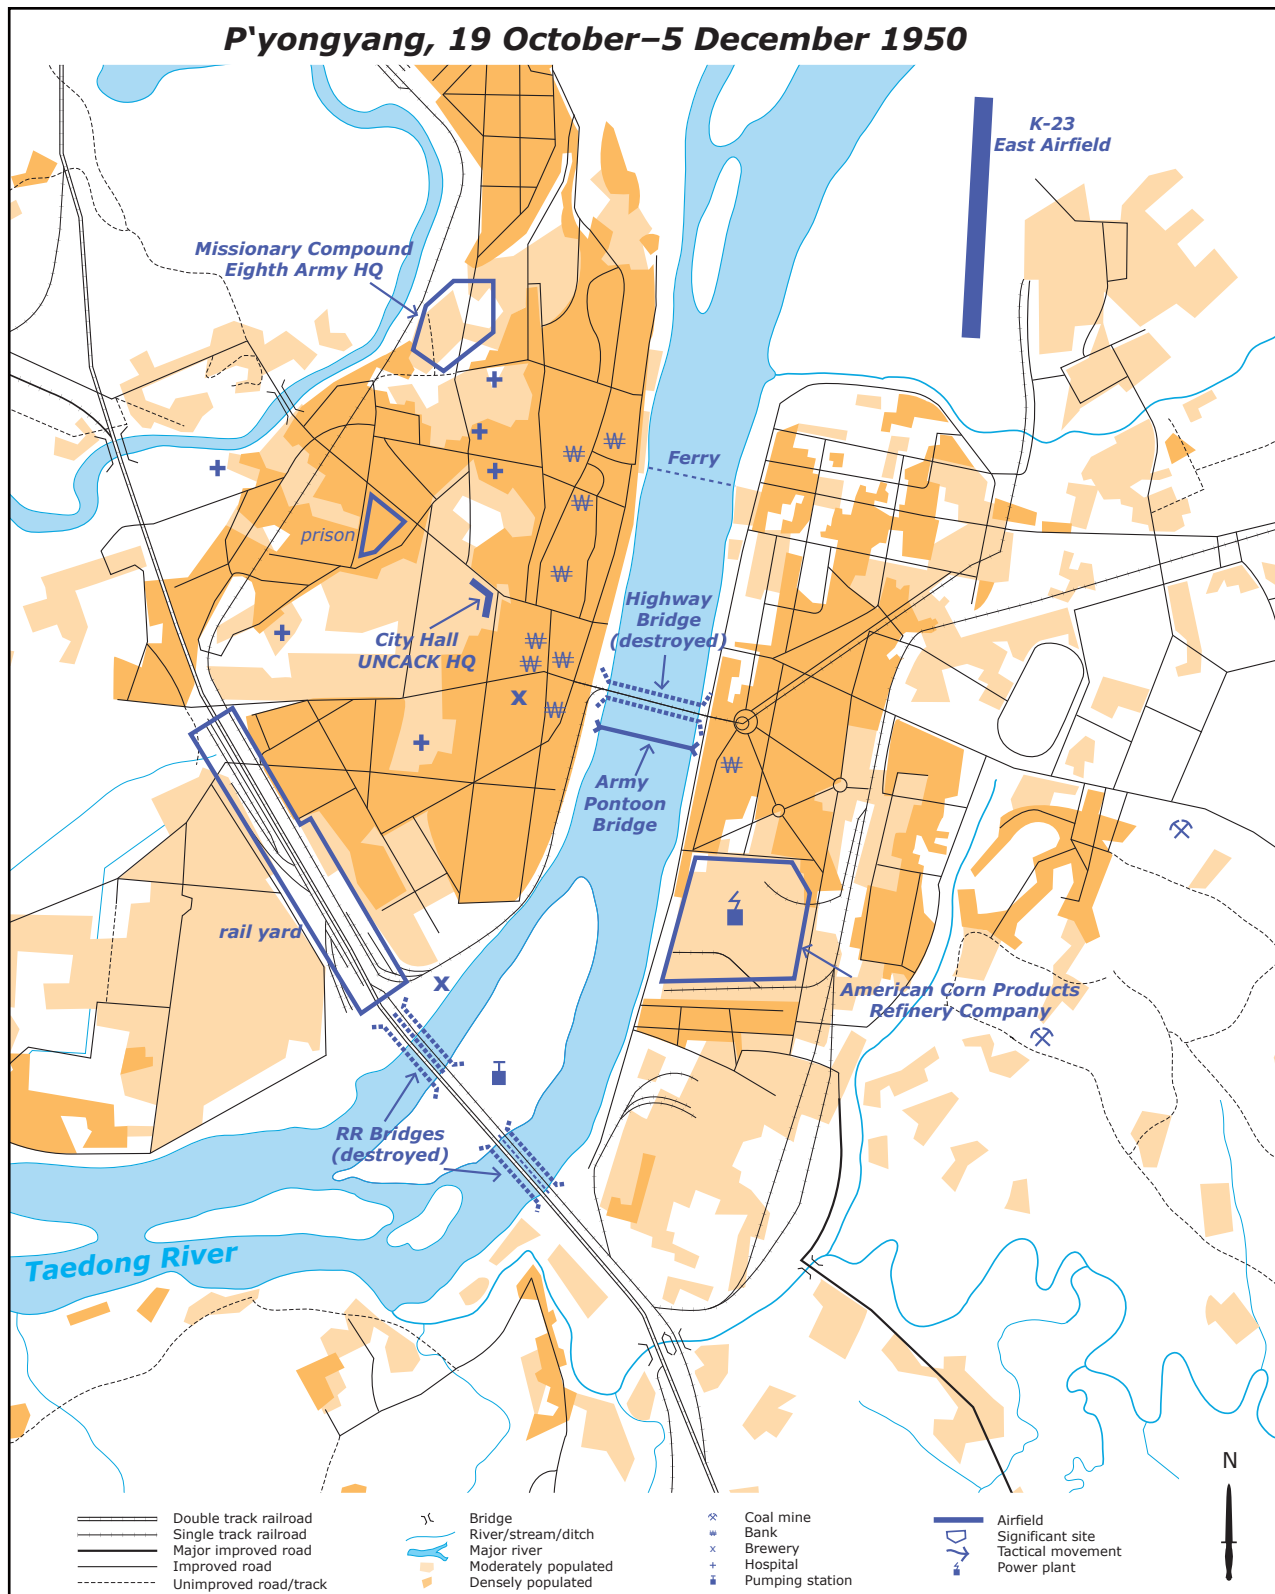 P'yongyang, 19 October–5 December 1950
K-23
East Airfield
Missionary Compound
Eighth Army HQ
Ferry
prison
Highway
Bridge
(destroyed)
City Hall
UNCACK HQ
Army
Pontoon
Bridge
rail yard
American Corn Products
Refinery Company
RR Bridges
(destroyed)
Taedong River
N
Double track railroad
Single track railroad
Major improved road
Improved road
Unimproved road/track
Bridge
River/stream/ditch
Major river
Moderately populated
Densely populated
Coal mine
Bank
Brewery
Hospital
Pumping station
Airfield
Significant site
Tactical movement
Power plant